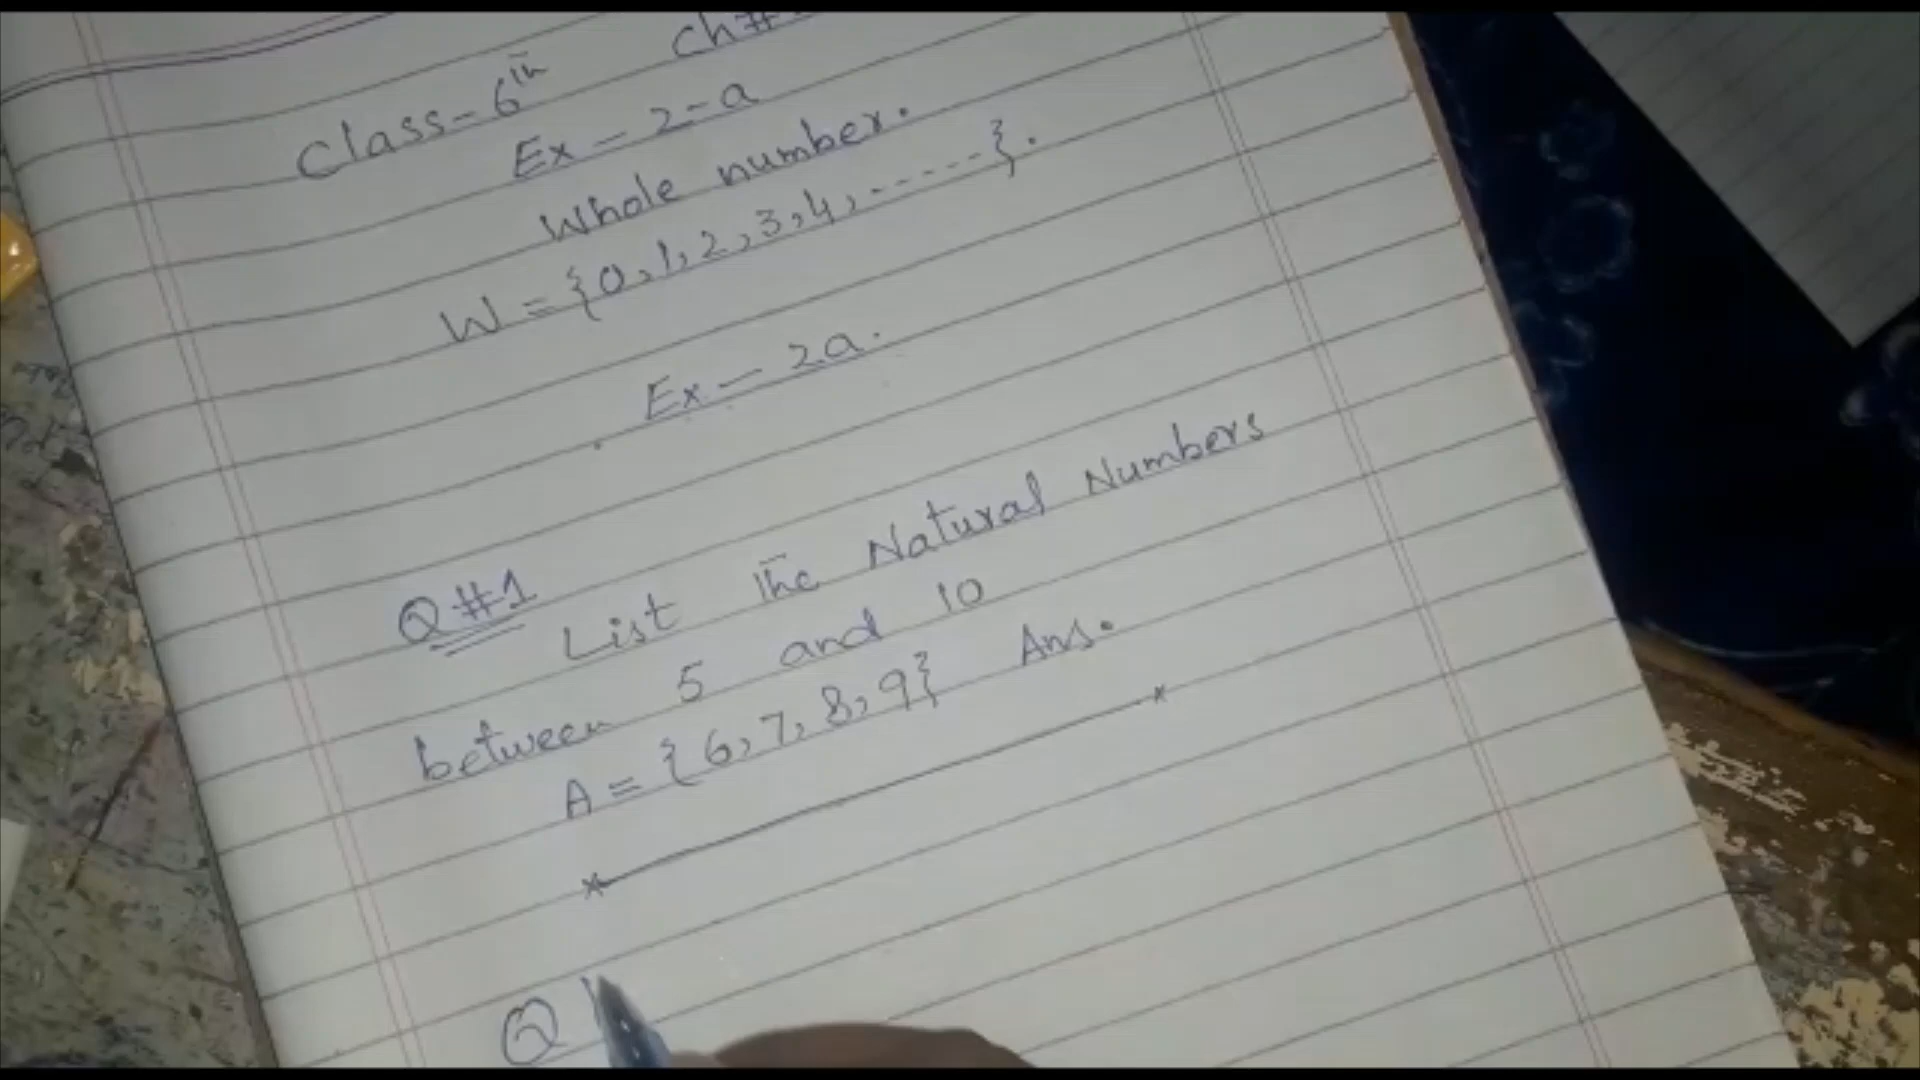 Class-6th Ch#
Ex-2-a
Whole number.
W={0,1,2,3,4,-----}.
Ex-2a.
Q#1
List the Natural Numbers
between 5 and 10
A={6,7,8,9} Ans.
Q